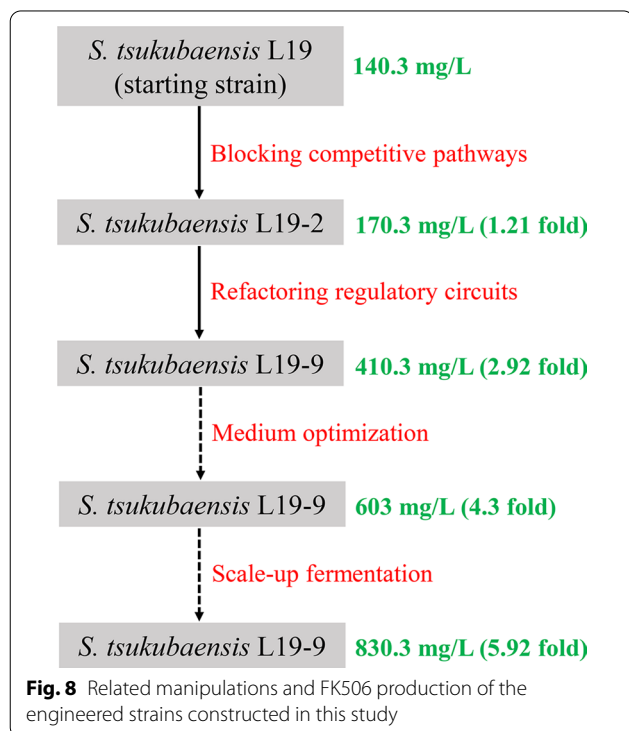 S. tsukubaensis L19
(starting strain)
140.3 mg/L
Blocking competitive pathways
S. tsukubaensis L19-2
170.3 mg/L (1.21 fold)
Refactoring regulatory circuits
S. tsukubaensis L19-9
410.3 mg/L (2.92 fold)
Medium optimization
S. tsukubaensis L19-9
603 mg/L (4.3 fold)
Scale-up fermentation
S. tsukubaensis L19-9
830.3 mg/L (5.92 fold)
Fig. 8 Related manipulations and FK506 production of the
engineered strains constructed in this study